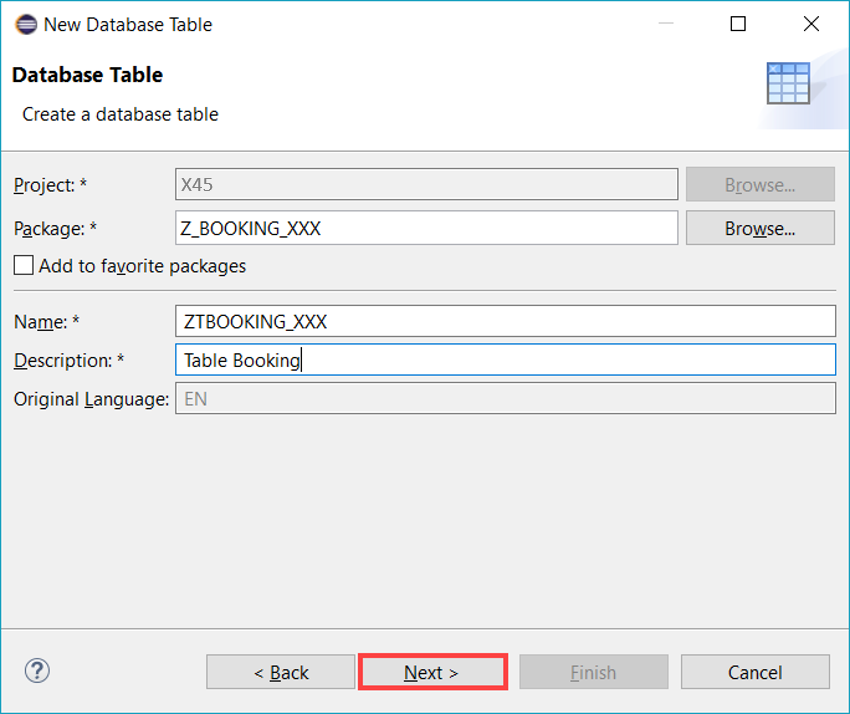 New Database Table
Database Table
Create a database table
Project: * X45 Browse...
Package: * Z_BOOKING_XXX Browse...
Add to favorite packages
Name: * ZTBOOKING_XXX
Description: * Table Booking
Original Language: EN
? < Back Next > Finish Cancel